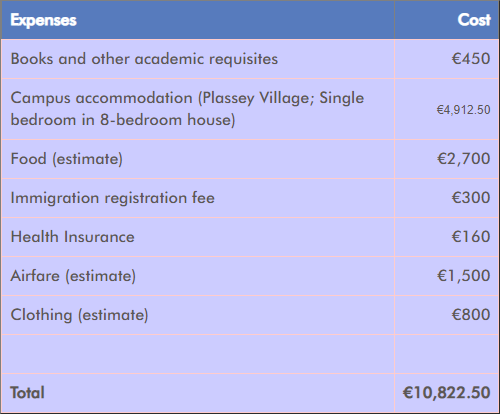 Expenses Cost
Books and other academic requisites €450
Campus accommodation (Plassey Village; Single
bedroom in 8-bedroom house) €4,912.50
Food (estimate) €2,700
Immigration registration fee €300
Health Insurance €160
Airfare (estimate) €1,500
Clothing (estimate) €800
Total €10,822.50